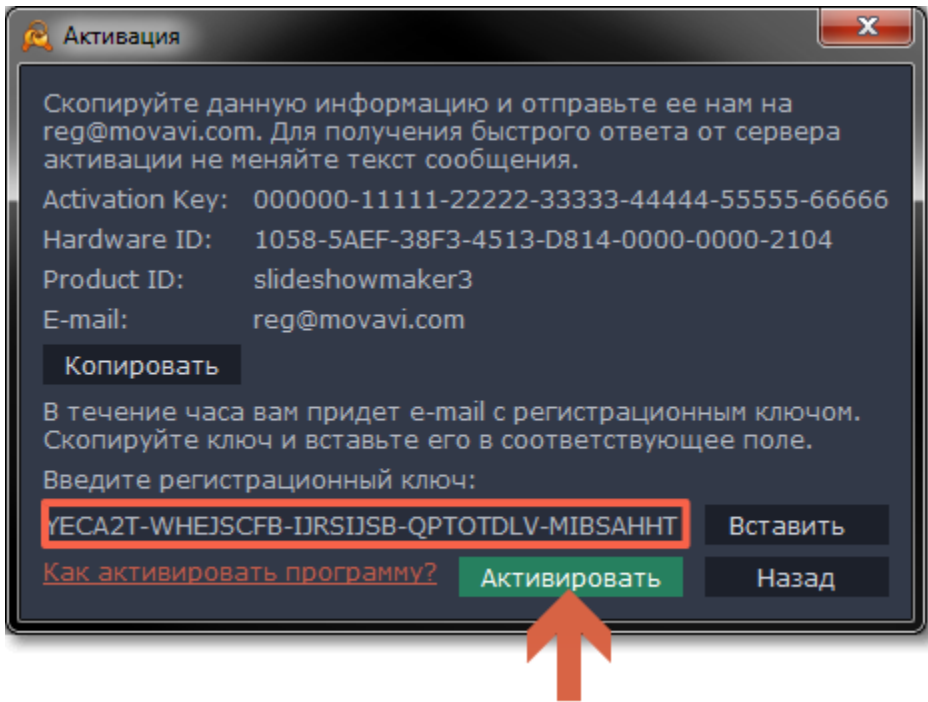 Активация
Скопируйте данную информацию и отправьте ее нам на
reg@movavi.com. Для получения быстрого ответа от сервера
активации не меняйте текст сообщения.
Activation Key: 000000-11111-22222-33333-44444-55555-66666
Hardware ID: 1058-5AEF-38F3-4513-D814-0000-0000-2104
Product ID: slideshowmaker3
E-mail: reg@movavi.com
Копировать
В течение часа вам придет e-mail с регистрационным ключом.
Скопируйте ключ и вставьте его в соответствующее поле.
Введите регистрационный ключ:
YECA2T-WHEJSCFB-IJRSIJSB-QPTOTDLV-MIBSAHHT Вставить
Как активировать программу? Активировать Назад